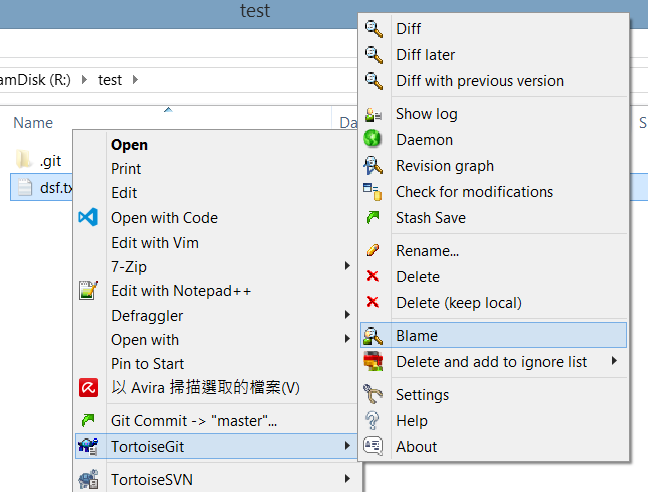 test
amDisk (R:) test
Name
Da
S
.git
dsf.tx
Open
Print
Edit
Open with Code
Edit with Vim
7-Zip
Edit with Notepad++
Defraggler
Open with
Pin to Start
以 Avira 掃描選取的檔案(V)
Git Commit -> "master"...
TortoiseGit
TortoiseSVN
Diff
Diff later
Diff with previous version
Show log
Daemon
Revision graph
Check for modifications
Stash Save
Rename...
Delete
Delete (keep local)
Blame
Delete and add to ignore list
Settings
Help
About